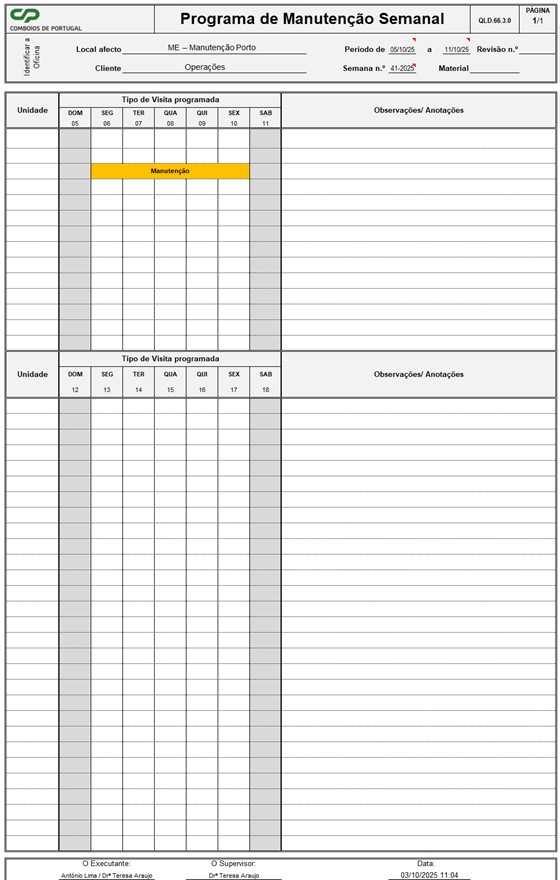 CP
COMBOIOS DE PORTUGAL
Programa de Manutenção Semanal
QLD.66.3.0
PÁGINA
1/1
Identificar a
Oficina
Local afecto ME – Manutenção Porto Período de 05/10/25 a 11/10/25 Revisão n.º
Cliente Operações Semana n.º 41-2025 Material
Unidade
Tipo de Visita programada
Observações/ Anotações
DOM SEG TER QUA QUI SEX SAB
05 06 07 08 09 10 11
Manutenção
Unidade
Tipo de Visita programada
Observações/ Anotações
DOM SEG TER QUA QUI SEX SAB
12 13 14 15 16 17 18
O Executante: O Supervisor: Data:
António Lima / Drª Teresa Araujo Drª Teresa Araujo 03/10/2025 11:04